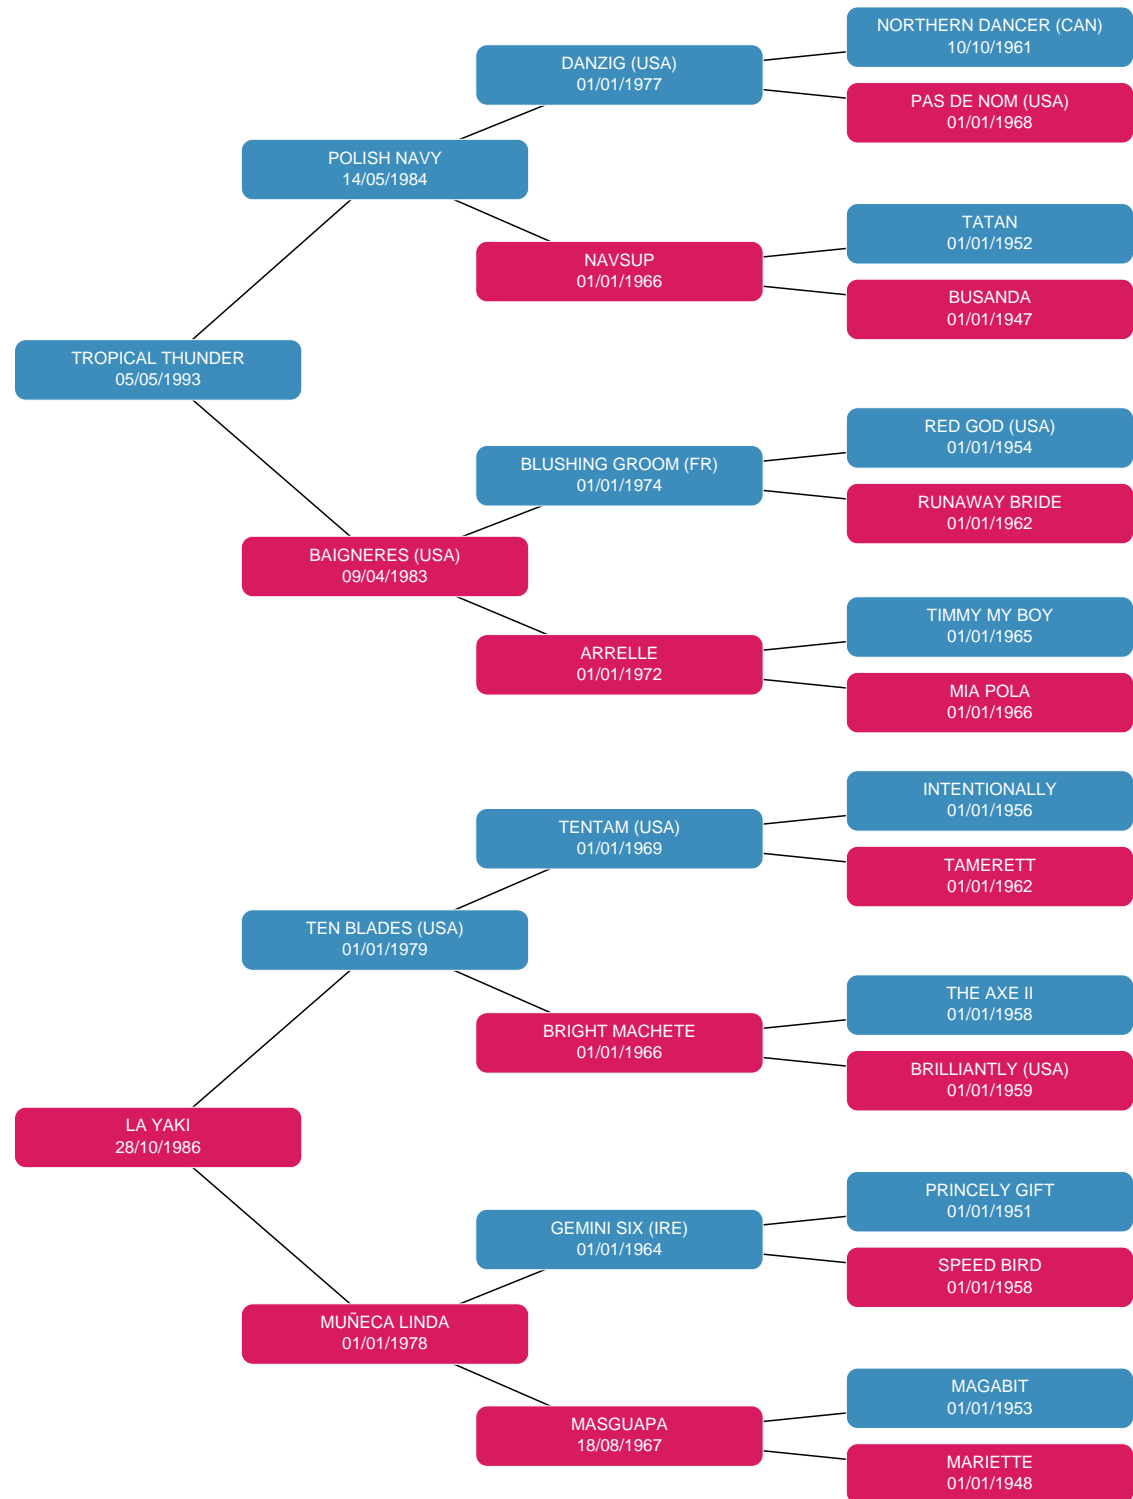 NORTHERN DANCER (CAN)
10/10/1961
DANZIG (USA)
01/01/1977
PAS DE NOM (USA)
01/01/1968
POLISH NAVY
14/05/1984
TATAN
01/01/1952
NAVSUP
01/01/1966
BUSANDA
01/01/1947
TROPICAL THUNDER
05/05/1993
RED GOD (USA)
01/01/1954
BLUSHING GROOM (FR)
01/01/1974
RUNAWAY BRIDE
01/01/1962
BAIGNERES (USA)
09/04/1983
TIMMY MY BOY
01/01/1965
ARRELLE
01/01/1972
MIA POLA
01/01/1966
INTENTIONALLY
01/01/1956
TENTAM (USA)
01/01/1969
TAMERETT
01/01/1962
TEN BLADES (USA)
01/01/1979
THE AXE II
01/01/1958
BRIGHT MACHETE
01/01/1966
BRILLIANTLY (USA)
01/01/1959
LA YAKI
28/10/1986
PRINCELY GIFT
01/01/1951
GEMINI SIX (IRE)
01/01/1964
SPEED BIRD
01/01/1958
MUÑECA LINDA
01/01/1978
MAGABIT
01/01/1953
MASGUAPA
18/08/1967
MARIETTE
01/01/1948